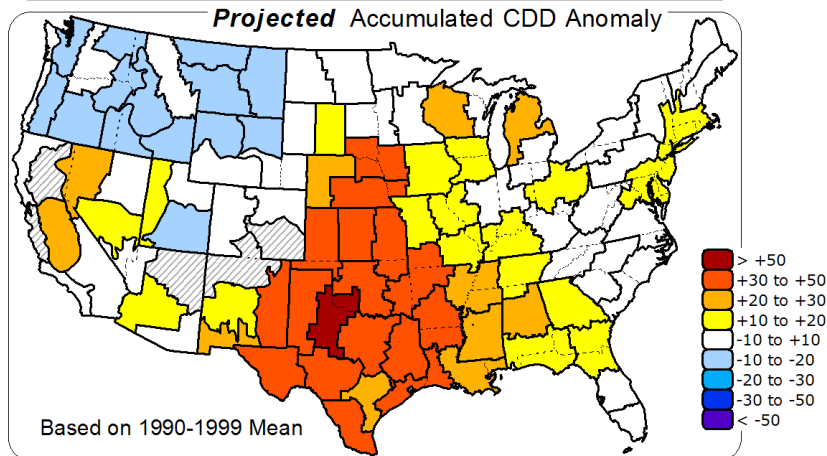 Projected Accumulated CDD Anomaly
> +50
+30 to +50
+20 to +30
+10 to +20
-10 to +10
-10 to -20
-20 to -30
-30 to -50
< -50
Based on 1990-1999 Mean